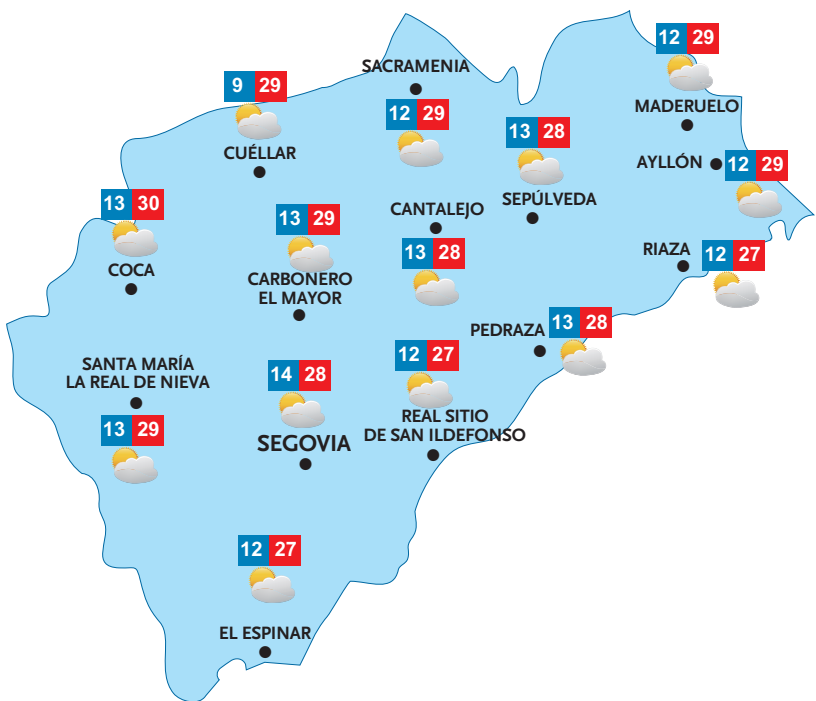 12 29
MADERUELO
SACRAMENIA
12 29
9 29
CUÉLLAR
13 28
SEPÚLVEDA
AYLLÓN
12 29
13 30
COCA
13 29
CARBONERO
EL MAYOR
CANTALEJO
13 28
RIAZA
12 27
PEDRAZA
13 28
SANTA MARÍA
LA REAL DE NIEVA
13 29
14 28
SEGOVIA
12 27
REAL SITIO
DE SAN ILDEFONSO
12 27
EL ESPINAR